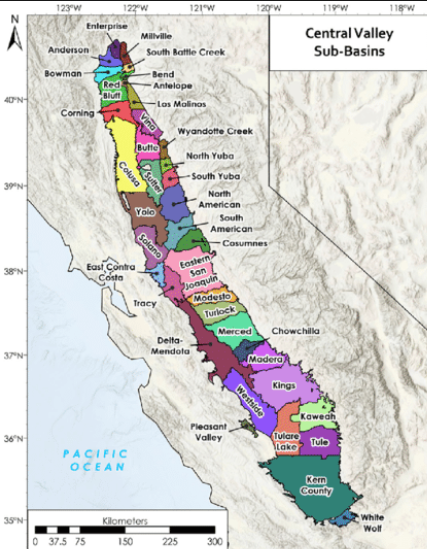 123°W
122°W
121°W
120°W
119°W
118°W
N
Central Valley
Sub-Basins
Enterprise
Millville
Anderson
South Battle Creek
Bowman
Bend
Red
Bluff
Antelope
40°N
Los Molinos
Corning
Vina
Wyandotte Creek
Butte
North Yuba
Colusa
Sutter
South Yuba
39°N
North
American
Yolo
South
American
Solano
Cosumnes
38°N
East Contra
Costa
Eastern
San
Joaquin
Tracy
Modesto
Turlock
Merced
Chowchilla
Delta-
Mendota
37°N
Madera
Kings
Westside
Kaweah
Pleasant
Valley
36°N
Tulare
Lake
Tule
PACIFIC
OCEAN
Kern
County
35°N
White
Wolf
Kilometers
0 37.5 75 150 225 300